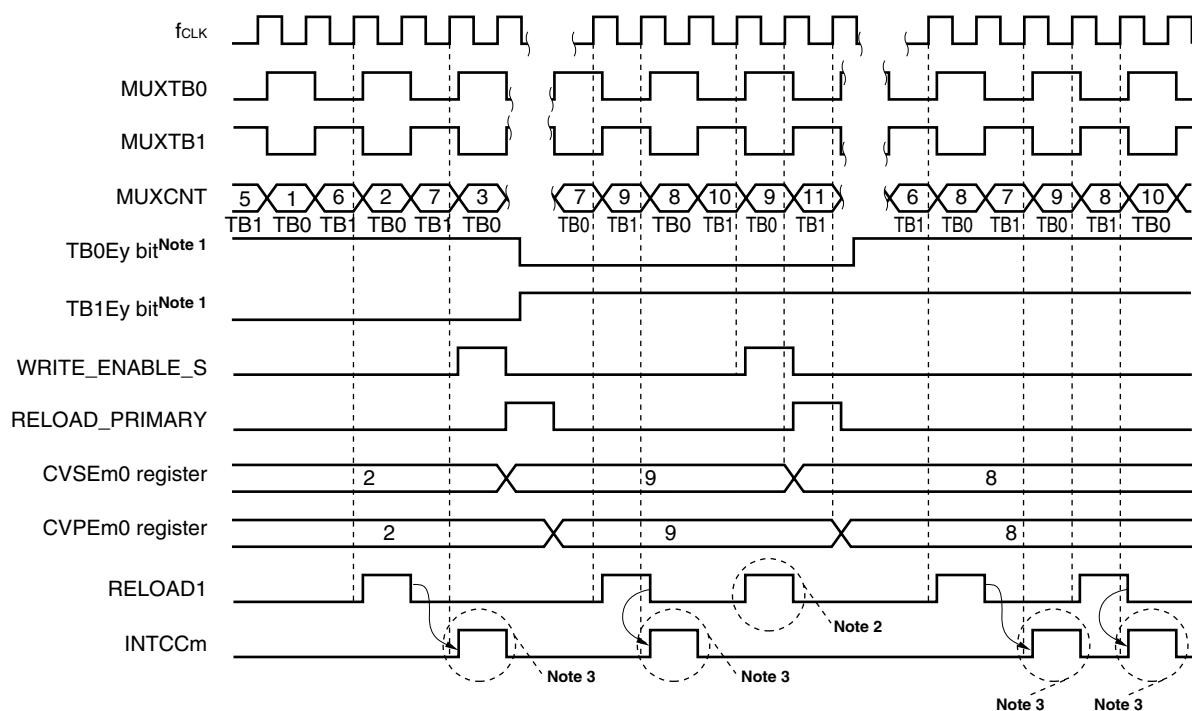 fCLK
MUXTB0
MUXTB1
MUXCNT 5 1 6 2 7 3 7 9 8 10 9 11 6 8 7 9 8 10
TB1 TB0 TB1 TB0 TB1 TB0 TB0 TB1 TB0 TB1 TB0 TB1 TB1 TB0 TB1 TB0 TB1 TB0
TB0Ey bitNote 1
TB1Ey bitNote 1
WRITE_ENABLE_S
RELOAD_PRIMARY
CVSEm0 register 2 9 8
CVPEm0 register 2 9 8
RELOAD1
Note 2
INTCCm
Note 3 Note 3
Note 3 Note 3